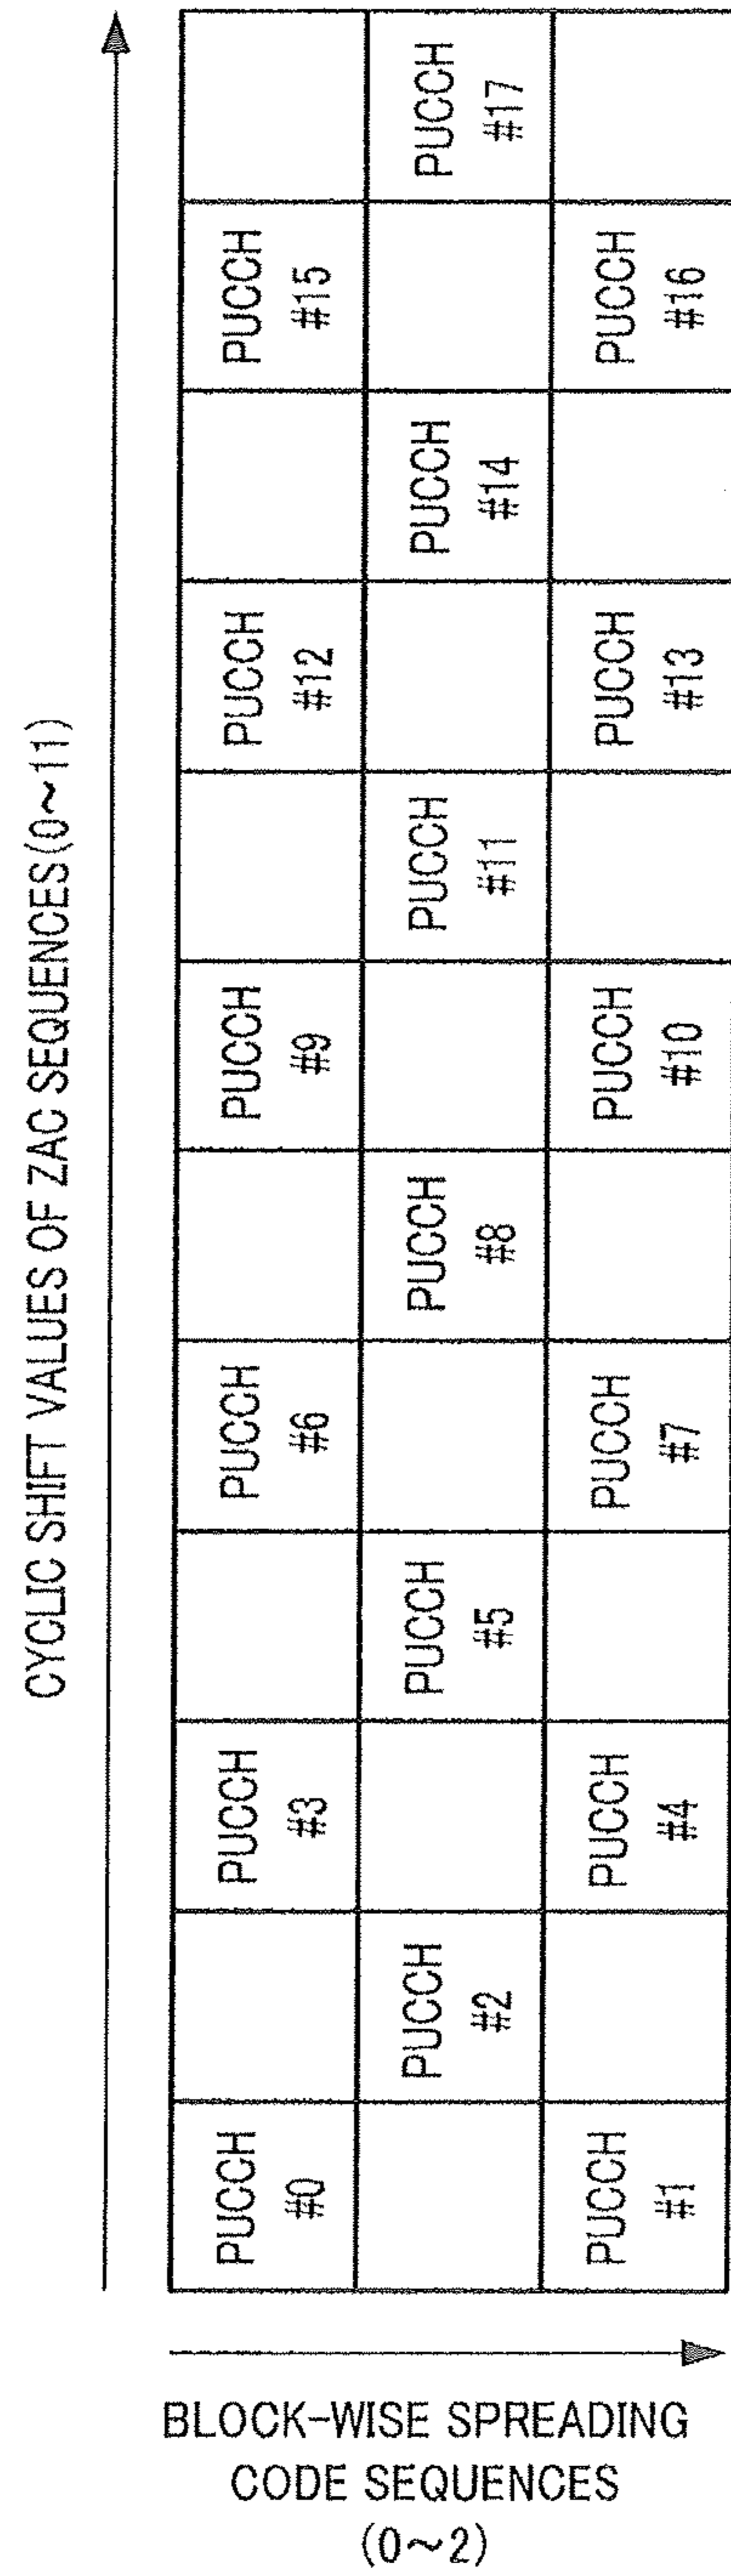 CYCLIC SHIFT VALUES OF ZAC SEQUENCES(0~11)
PUCCH
#0
PUCCH
#3
PUCCH
#6
PUCCH
#9
PUCCH
#12
PUCCH
#15
PUCCH
#2
PUCCH
#5
PUCCH
#8
PUCCH
#11
PUCCH
#14
PUCCH
#17
PUCCH
#1
PUCCH
#4
PUCCH
#7
PUCCH
#10
PUCCH
#13
PUCCH
#16
BLOCK-WISE SPREADING
CODE SEQUENCES
(0~2)